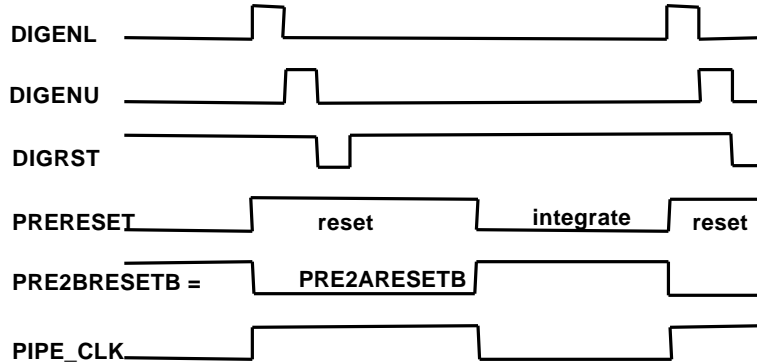 DIGENL
DIGENU
DIGRST
PRERESET reset integrate reset
PRE2BRESETB = PRE2ARESETB
PIPE_CLK